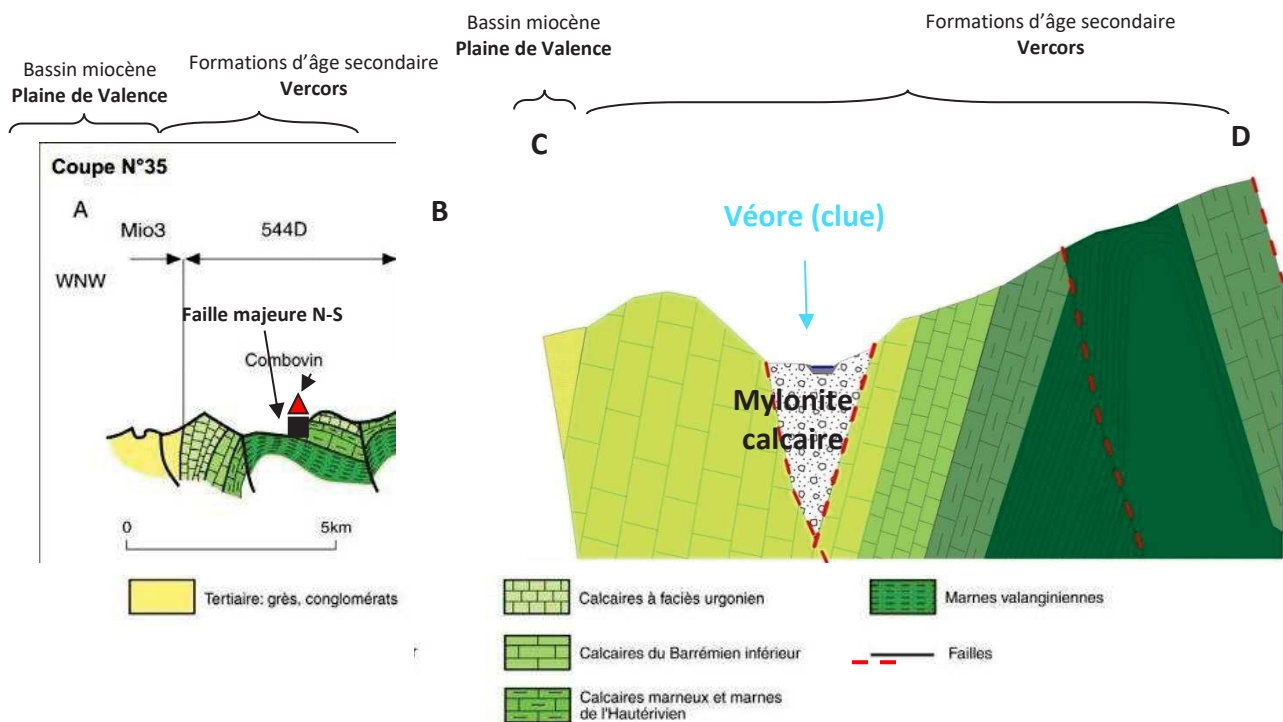 Bassin miocène
Plaine de Valence
Formations d’âge secondaire
Vercors
Bassin miocène
Plaine de Valence
Formations d’âge secondaire
Vercors
Coupe N°35
A
B
Mio3
544D
WNW
Faille majeure N-S
Combovin
0
5km
C
D
Véore (clue)
Mylonite
calcaire
Tertiaire: grès, conglomérats
Calcaires à faciès urgonien
Calcaires du Barrémien inférieur
Calcaires marneux et marnes
de l'Hautérivien
Marnes valanginiennes
Failles